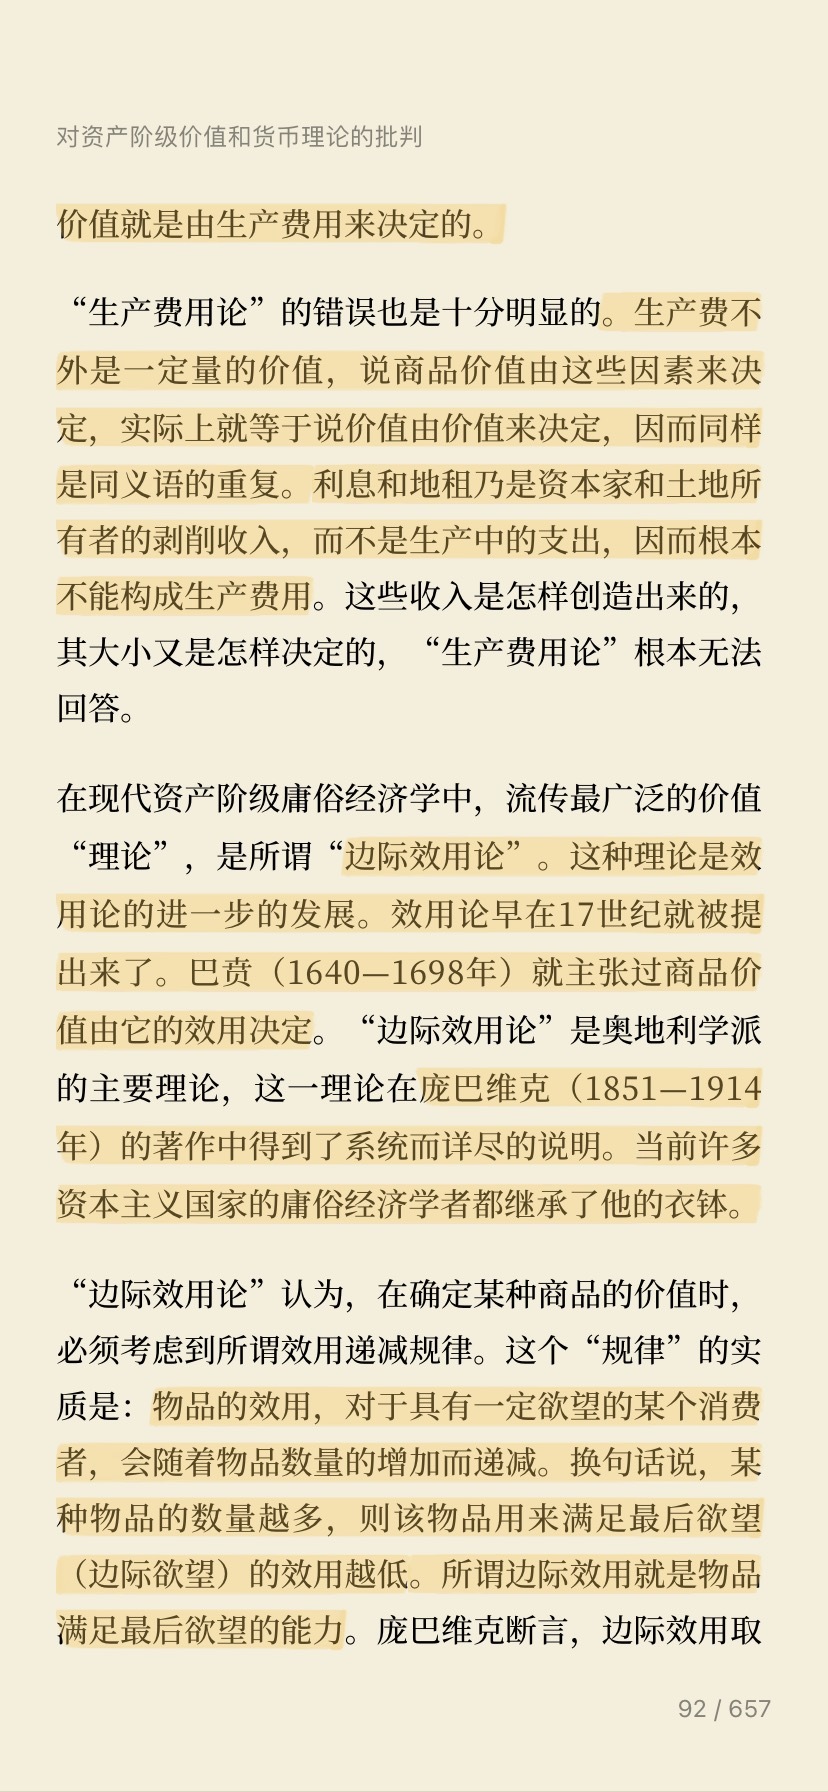 对资产阶级价值和货币理论的批判
价值就是由生产费用来决定的。
“生产费用论”的错误也是十分明显的。生产费不
外是一定量的价值，说商品价值由这些因素来决
定，实际上就等于说价值由价值来决定，因而同样
是同义语的重复。利息和地租乃是资本家和土地所
有者的剥削收入，而不是生产中的支出，因而根本
不能构成生产费用。这些收入是怎样创造出来的，
其大小又是怎样决定的，“生产费用论”根本无法
回答。
在现代资产阶级庸俗经济学中，流传最广泛的价值
“理论”，是所谓“边际效用论”。这种理论是效
用论的进一步的发展。效用论早在17世纪就被提
出来了。巴贲（1640—1698年）就主张过商品价
值由它的效用决定。“边际效用论”是奥地利学派
的主要理论，这一理论在庞巴维克（1851—1914
年）的著作中得到了系统而详尽的说明。当前许多
资本主义国家的庸俗经济学者都继承了他的衣钵。
“边际效用论”认为，在确定某种商品的价值时，
必须考虑到所谓效用递减规律。这个“规律”的实
质是：物品的效用，对于具有一定欲望的某个消费
者，会随着物品数量的增加而递减。换句话说，某
种物品的数量越多，则该物品用来满足最后欲望
（边际欲望）的效用越低。所谓边际效用就是物品
满足最后欲望的能力。庞巴维克断言，边际效用取
92 / 657